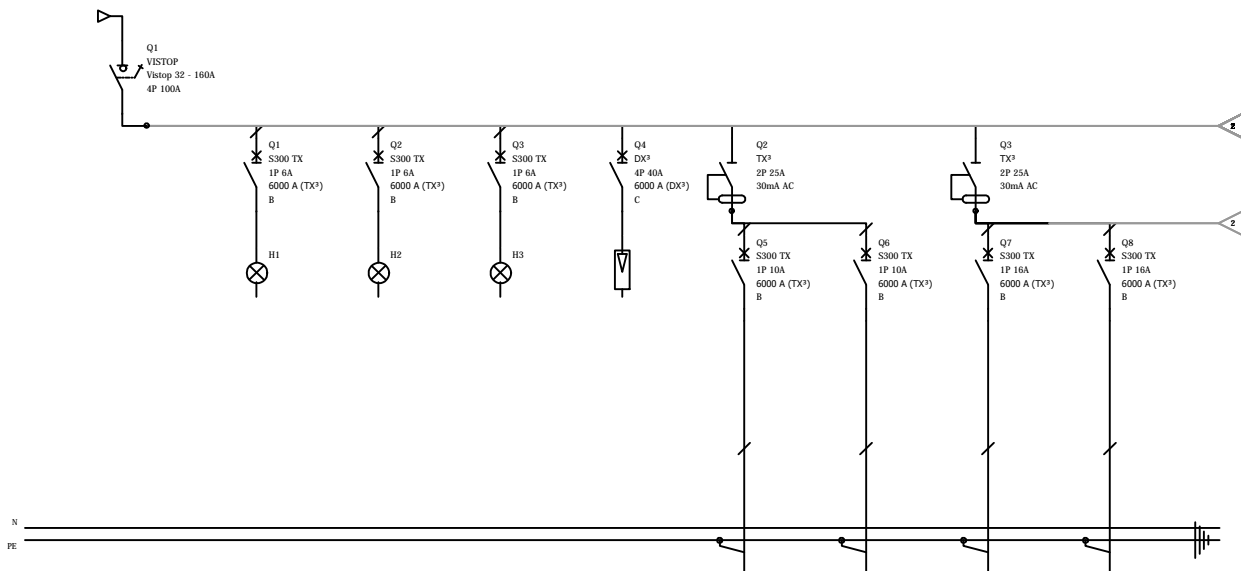 Q1
VISTOP
Vistop 32 - 160A
4P 100A
2
Q1
S300 TX
1P 6A
6000 A (TX³)
B
Q2
S300 TX
1P 6A
6000 A (TX³)
B
Q3
S300 TX
1P 6A
6000 A (TX³)
B
Q4
DX³
4P 40A
6000 A (DX³)
C
Q2
TX³
2P 25A
30mA AC
Q3
TX³
2P 25A
30mA AC
2
H1
H2
H3
Q5
S300 TX
1P 10A
6000 A (TX³)
B
Q6
S300 TX
1P 10A
6000 A (TX³)
B
Q7
S300 TX
1P 16A
6000 A (TX³)
B
Q8
S300 TX
1P 16A
6000 A (TX³)
B
N
PE